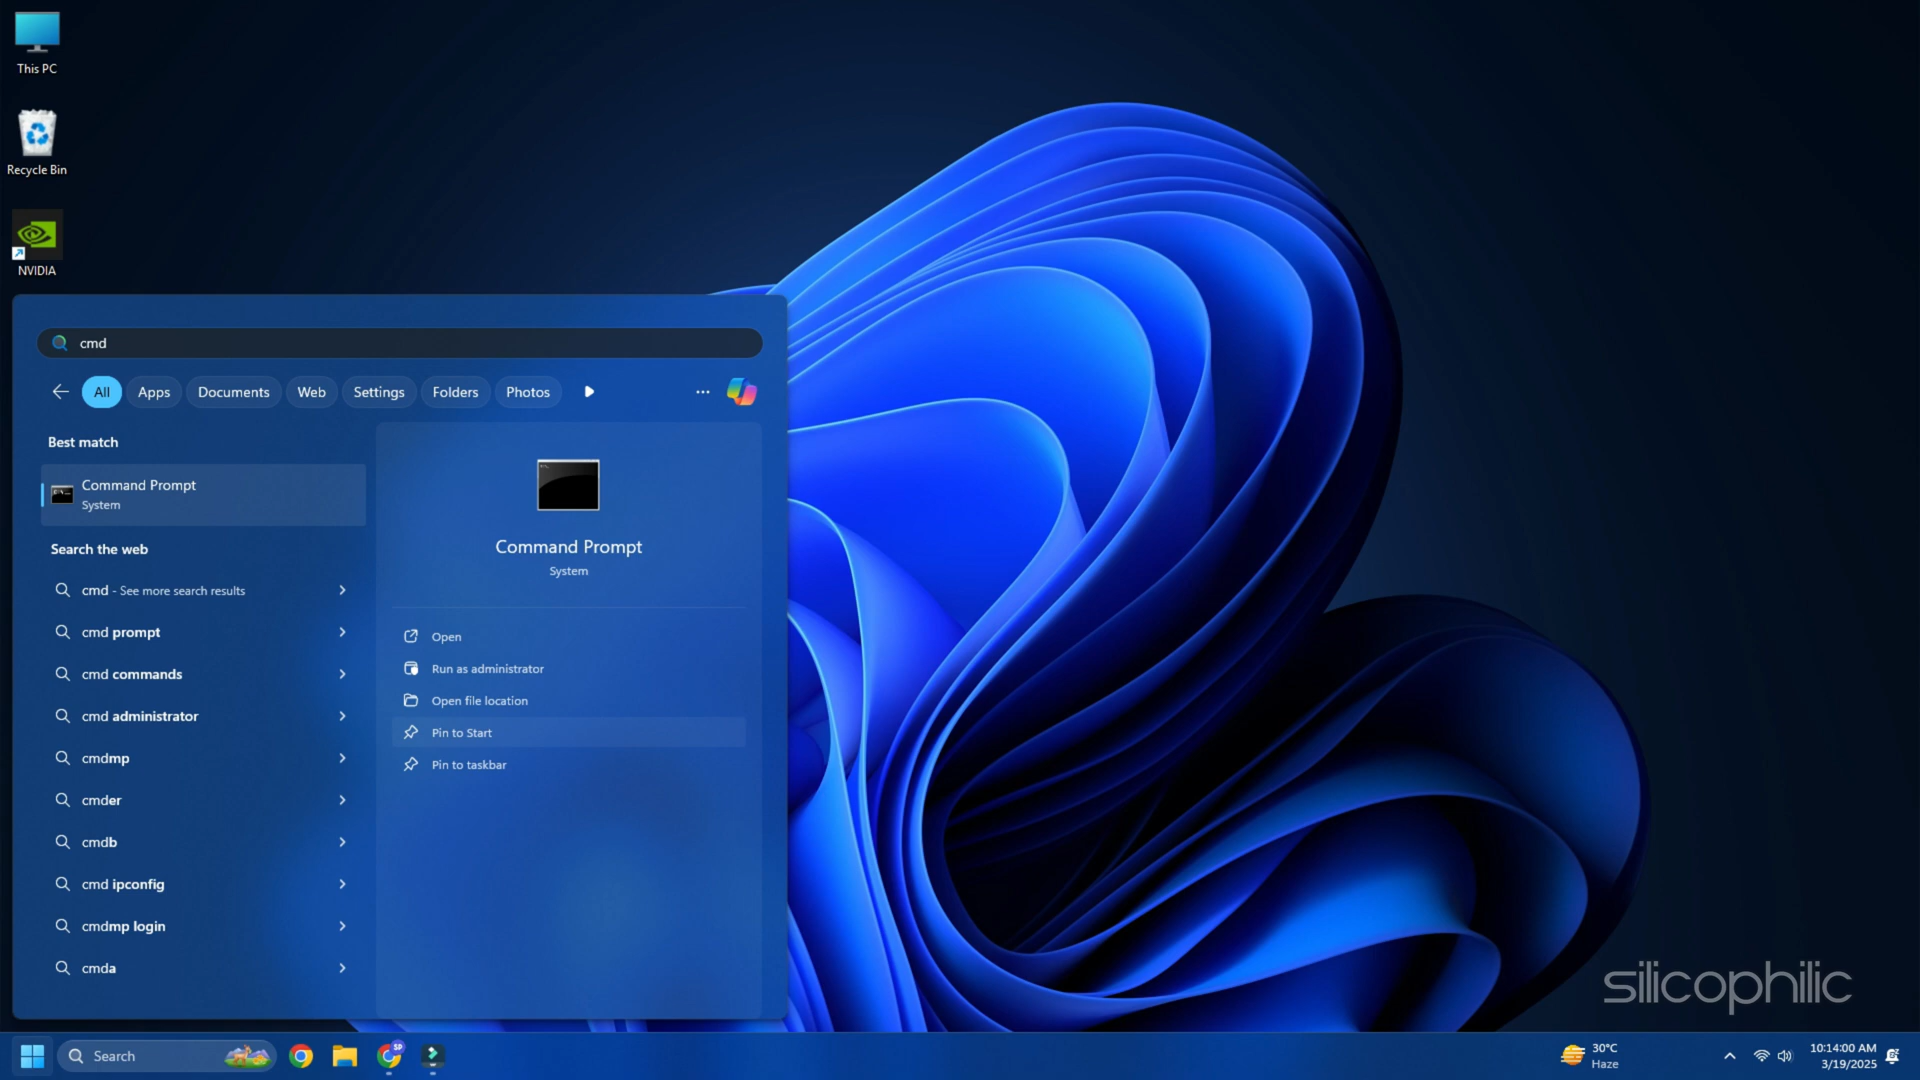 This PC
Recycle Bin
NVIDIA
cmd
All Apps Documents Web Settings Folders Photos
Best match
Command Prompt
System
Search the web
cmd - See more search results
cmd prompt
cmd commands
cmd administrator
cmdmp
cmder
cmdb
cmd ipconfig
cmdmp login
cmda
Command Prompt
System
Open
Run as administrator
Open file location
Pin to Start
Pin to taskbar
silicophilic
Search
SP
30°C
Haze
10:14:00 AM
3/19/2025